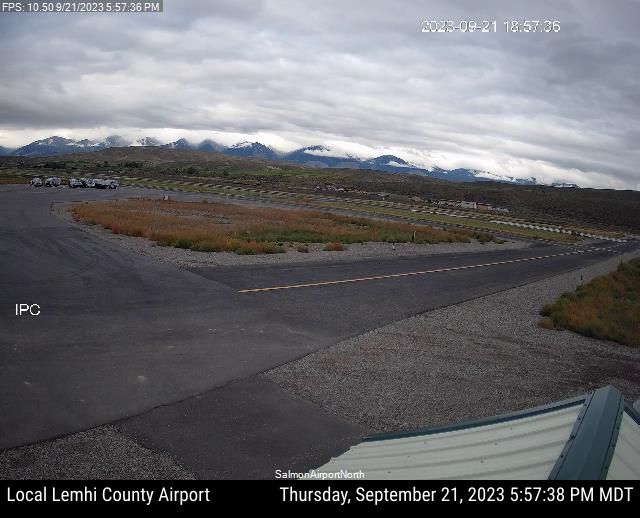 FPS: 10.50 9/21/2023 5:57:36 PM
2023-09-21 18:57:36
IPC
SalmonAirportNorth
Local Lemhi County Airport Thursday, September 21, 2023 5:57:38 PM MDT